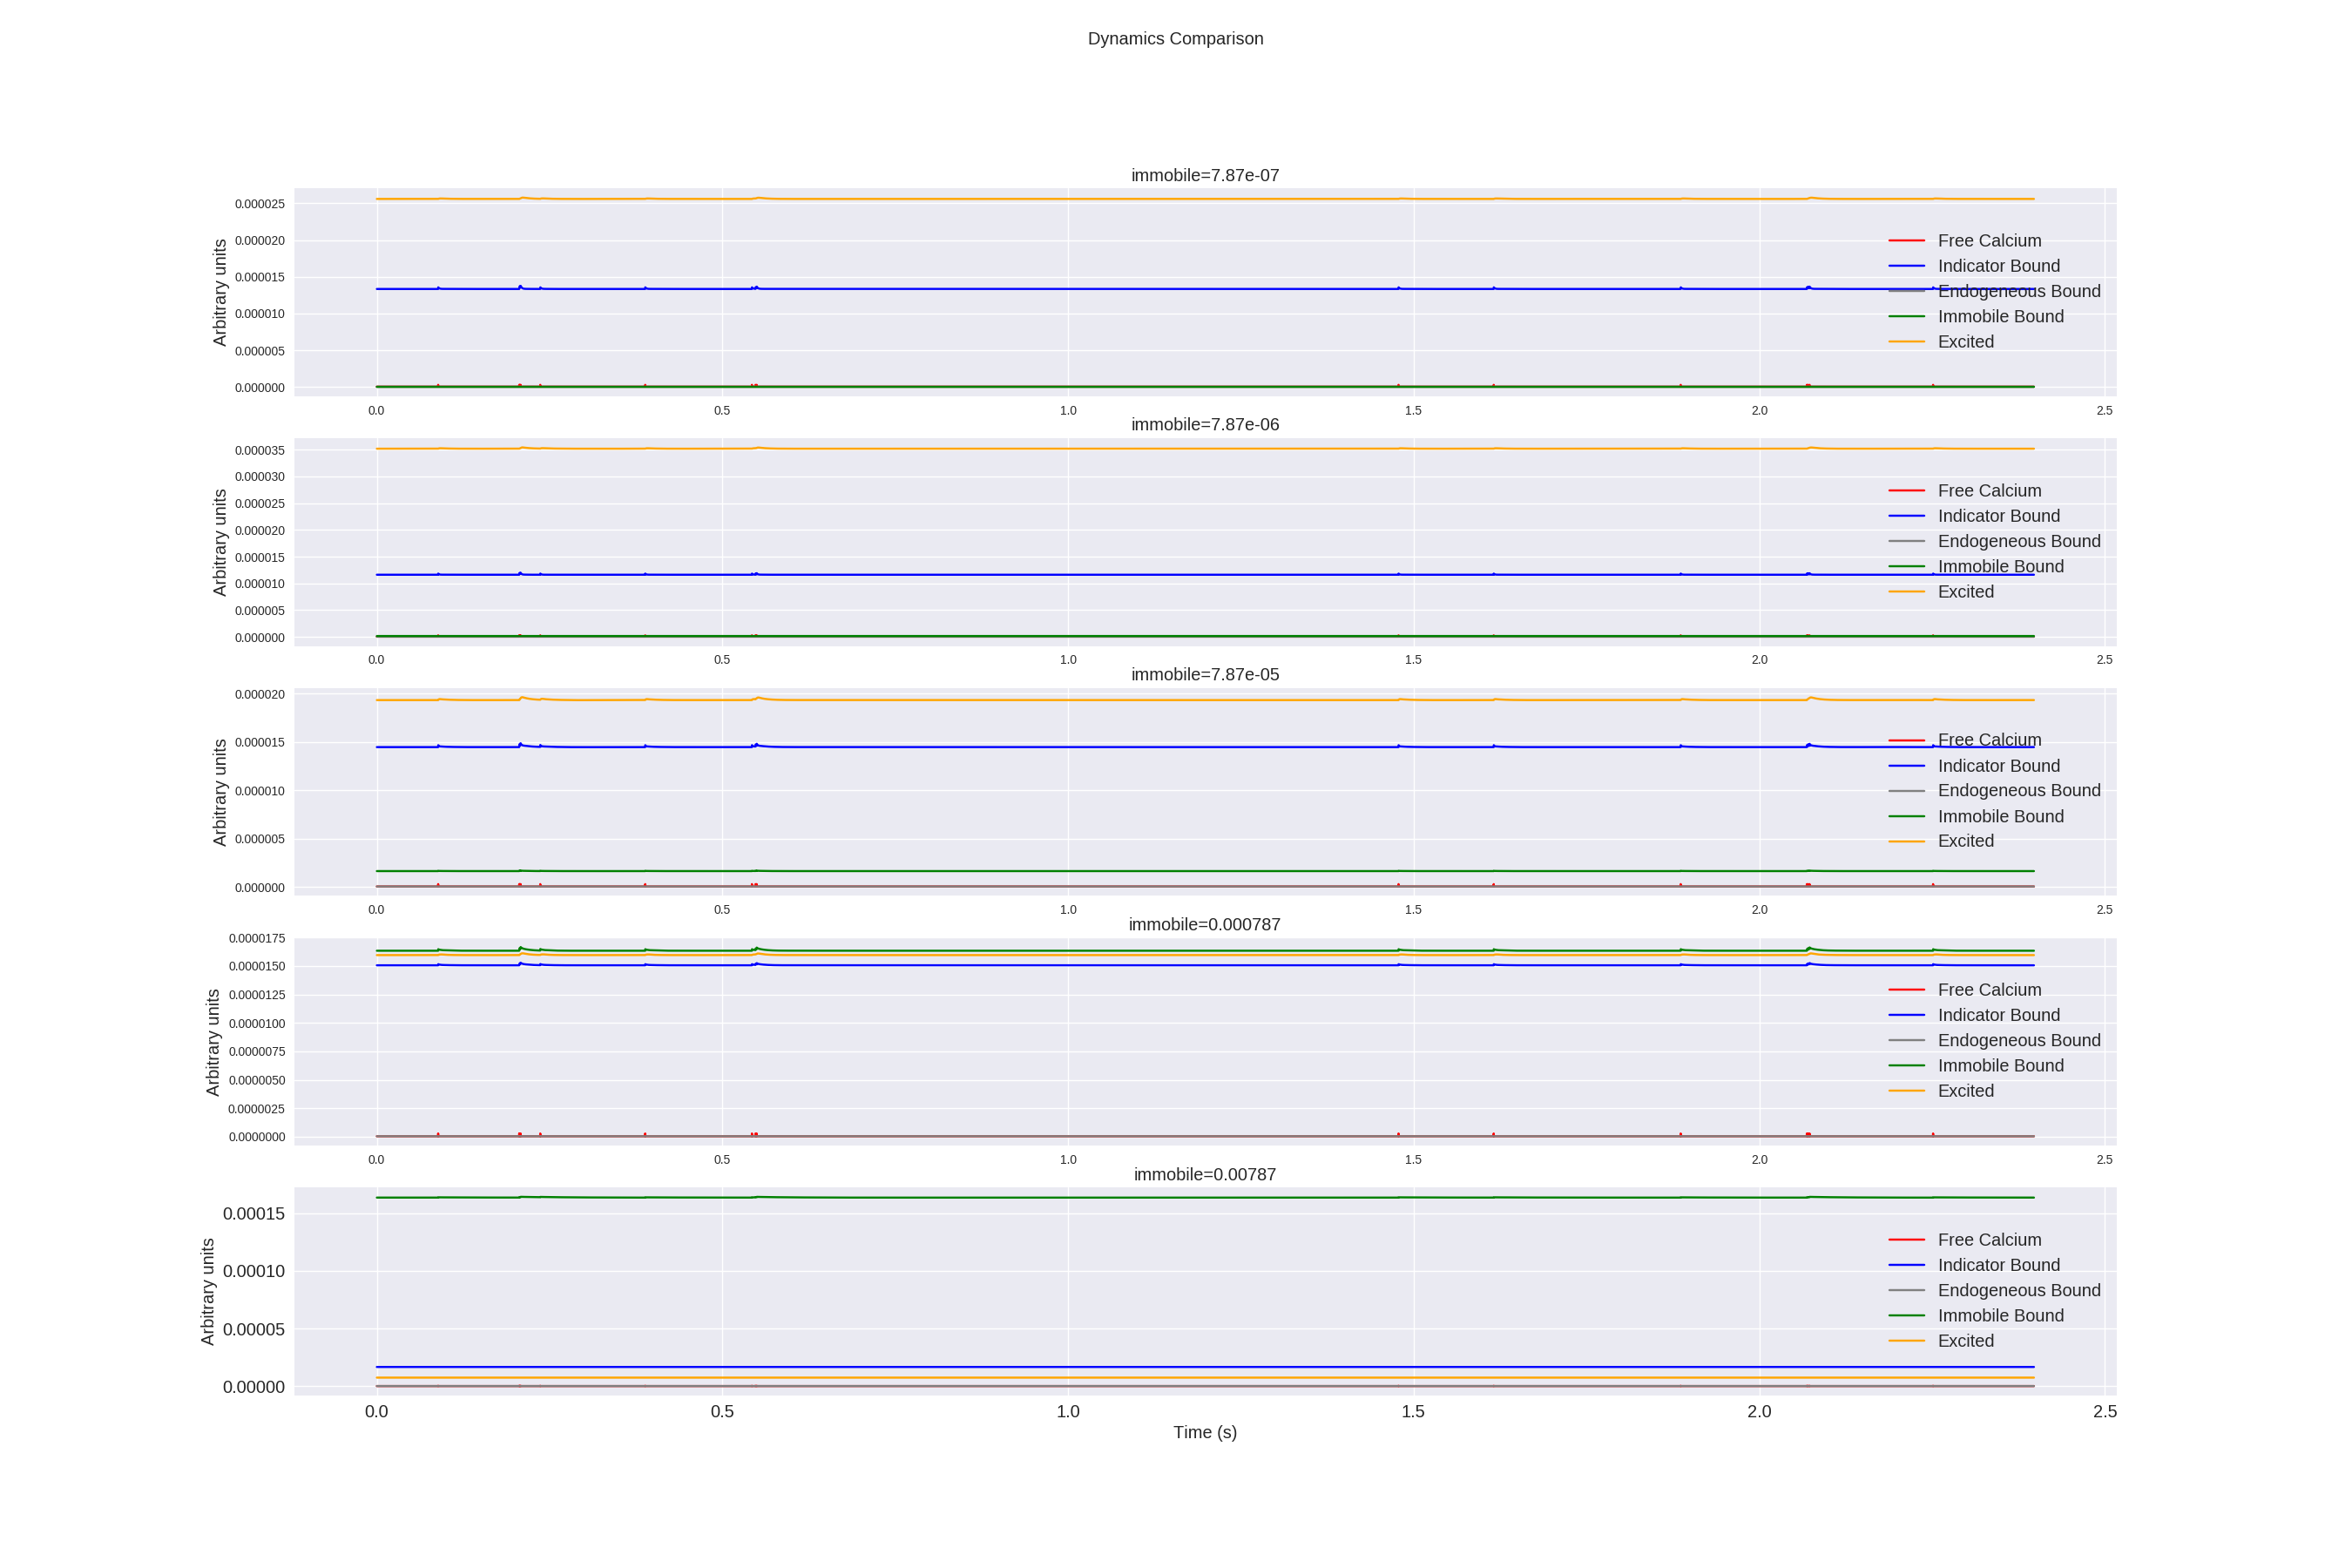 Dynamics Comparison
immobile=7.87e-07
Arbitrary units
0.000025
0.000020
0.000015
0.000010
0.000005
0.000000
Free Calcium
Indicator Bound
Endogeneous Bound
Immobile Bound
Excited
0.0 0.5 1.0 1.5 2.0 2.5
immobile=7.87e-06
Arbitrary units
0.000035
0.000030
0.000025
0.000020
0.000015
0.000010
0.000005
0.000000
Free Calcium
Indicator Bound
Endogeneous Bound
Immobile Bound
Excited
0.0 0.5 1.0 1.5 2.0 2.5
immobile=7.87e-05
Arbitrary units
0.000020
0.000015
0.000010
0.000005
0.000000
Free Calcium
Indicator Bound
Endogeneous Bound
Immobile Bound
Excited
0.0 0.5 1.0 1.5 2.0 2.5
immobile=0.000787
Arbitrary units
0.0000175
0.0000150
0.0000125
0.0000100
0.0000075
0.0000050
0.0000025
0.0000000
Free Calcium
Indicator Bound
Endogeneous Bound
Immobile Bound
Excited
0.0 0.5 1.0 1.5 2.0 2.5
immobile=0.00787
Arbitrary units
0.00015
0.00010
0.00005
0.00000
Free Calcium
Indicator Bound
Endogeneous Bound
Immobile Bound
Excited
0.0 0.5 1.0 1.5 2.0 2.5
Time (s)